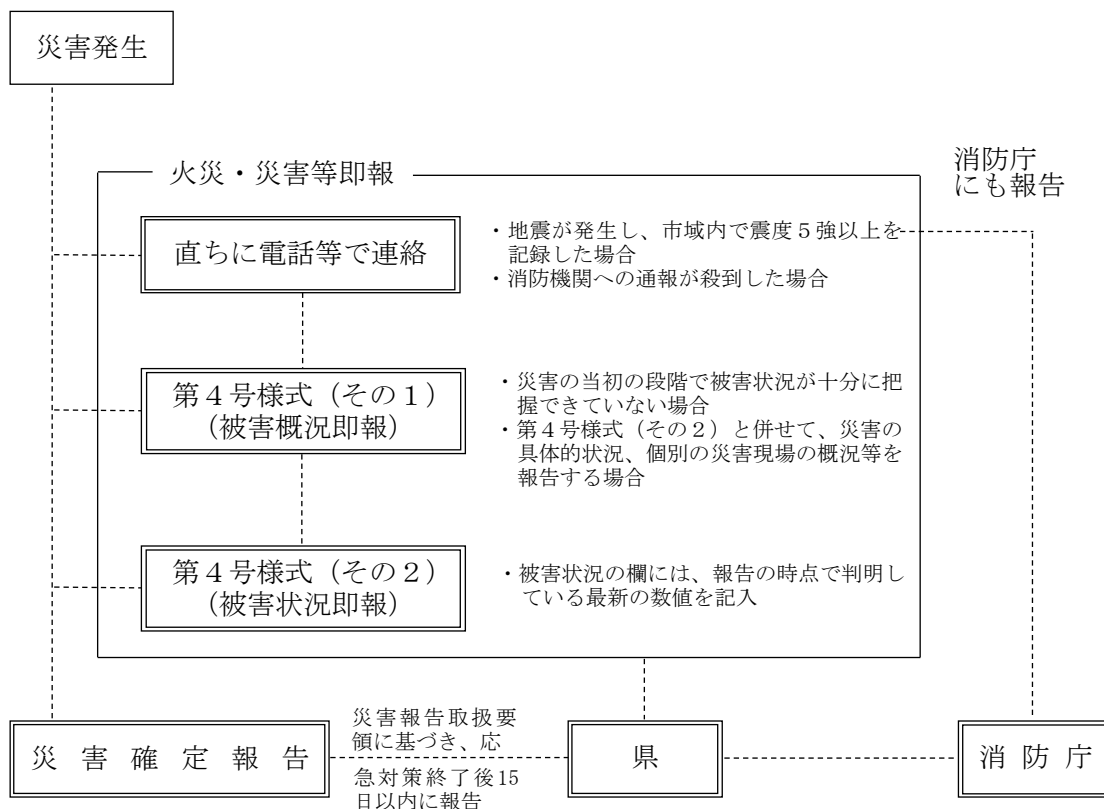 災害発生
火災・災害等即報
消防庁
にも報告
直ちに電話等で連絡
・地震が発生し、市域内で震度５強以上を
記録した場合
・消防機関への通報が殺到した場合
第４号様式（その１）
（被害概況即報）
・災害の当初の段階で被害状況が十分に把
握できていない場合
・第４号様式（その２）と併せて、災害の
具体的状況、個別の災害現場の概況等を
報告する場合
第４号様式（その２）
（被害状況即報）
・被害状況の欄には、報告の時点で判明し
ている最新の数値を記入
災害確定報告
災害報告取扱要
領に基づき、応
急対策終了後15
日以内に報告
県
消防庁